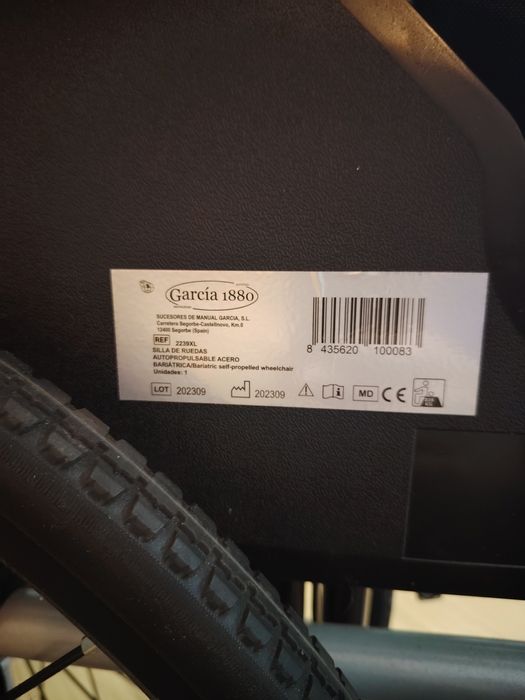 García 1880
SUCESORES DE MANUAL GARCIA, S.L.
Carretera Segorbe-Castellnovo, Km.0
12400 Segorbe (Spain)
REF 2239XL
SILLA DE RUEDAS
AUTOPROPULSABLE ACERO
BARIÁTRICA/Bariatric self-propelled wheelchair
Unidades: 1
8 435620 100083
LOT 202309 202309 MD CE